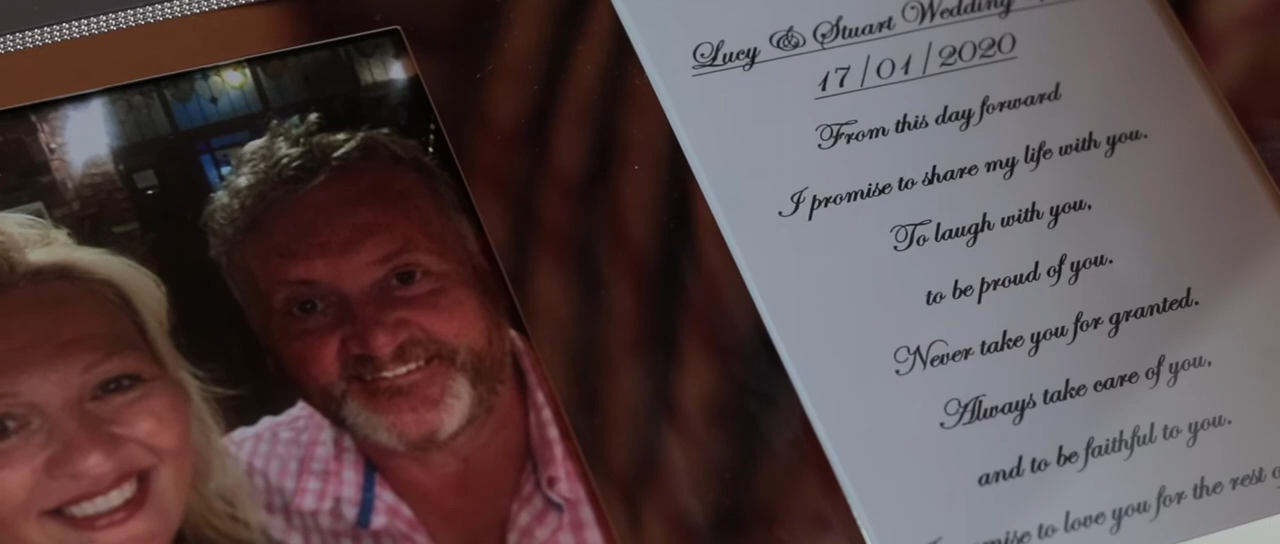 Lucy & Stuart Wedding
17/01/2020
From this day forward
I promise to share my life with you.
To laugh with you,
to be proud of you.
Never take you for granted.
Always take care of you,
and to be faithful to you.
to love you for the rest